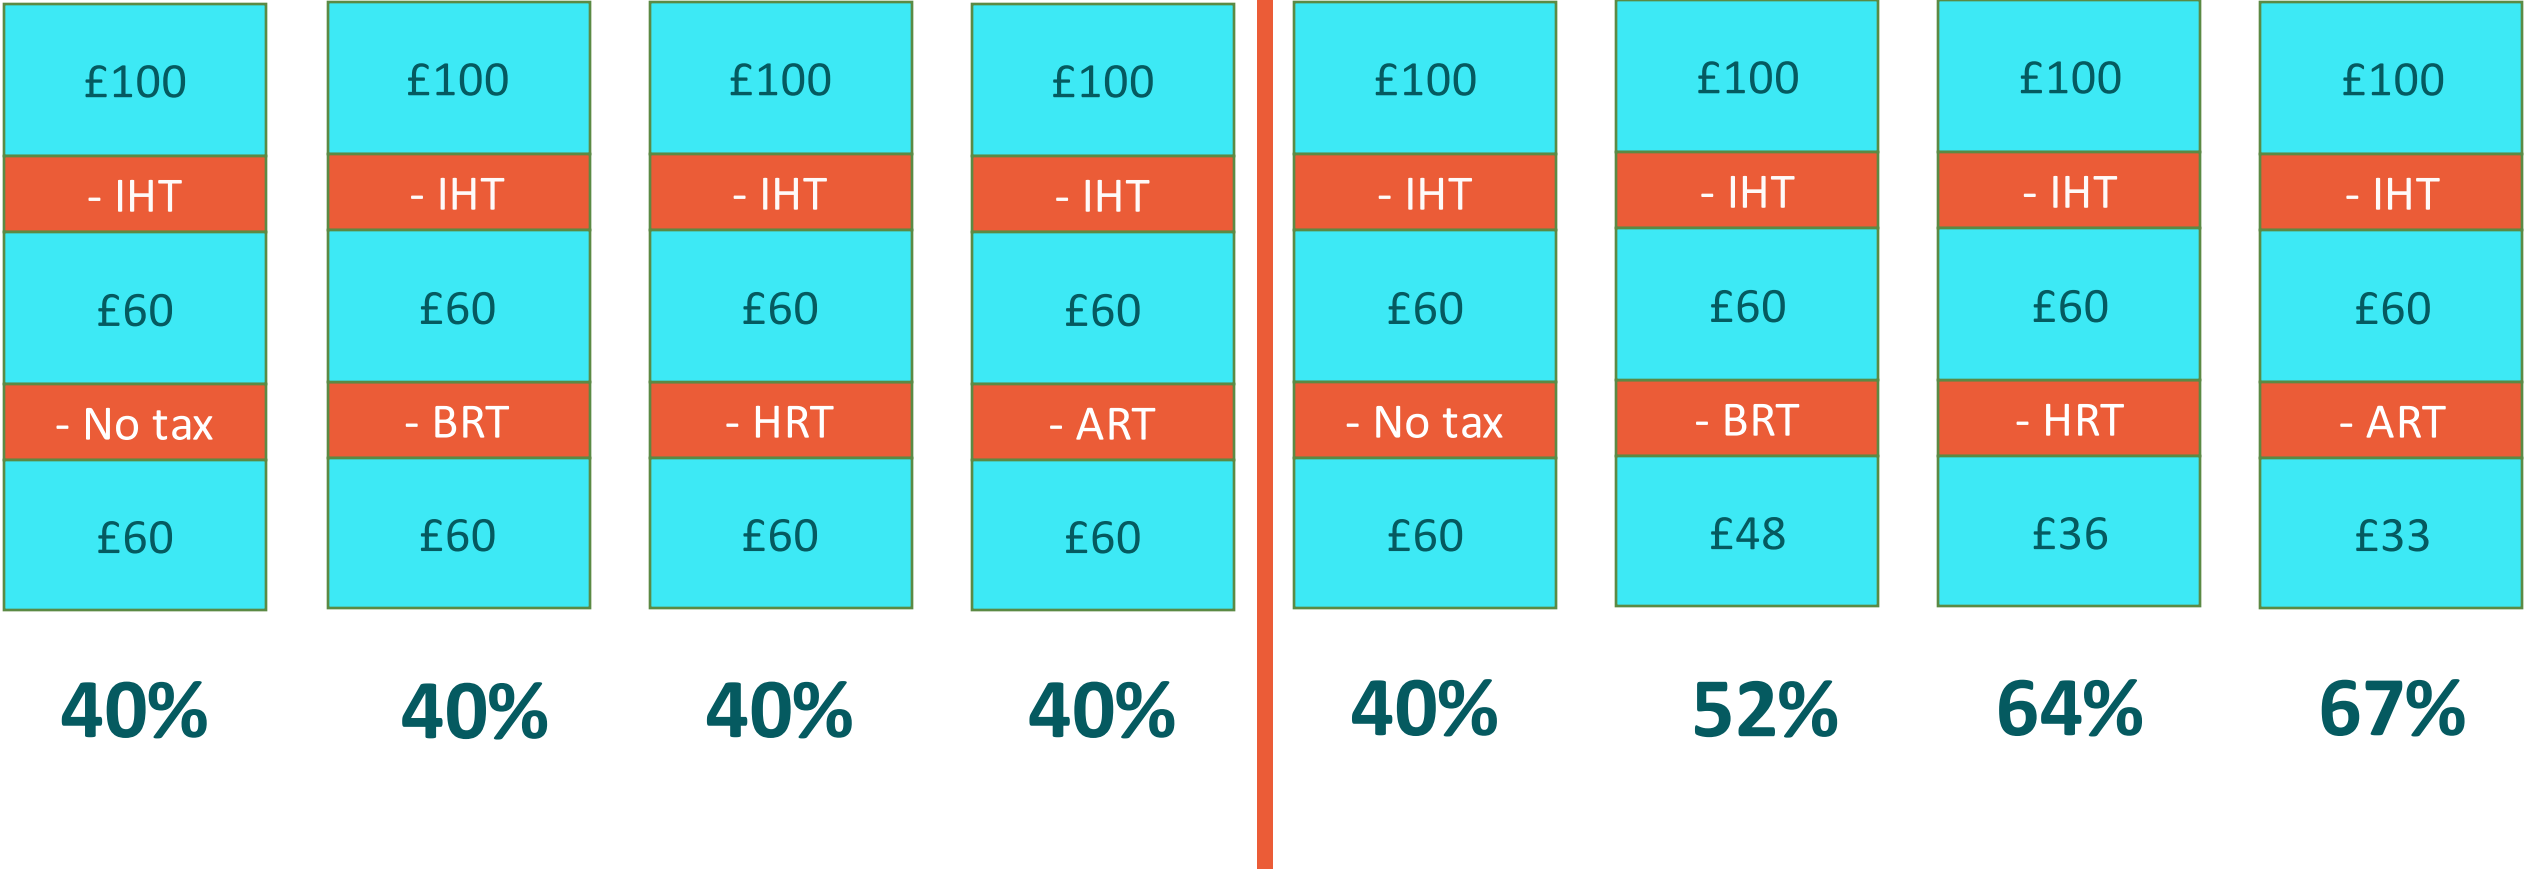 £100
- IHT
£60
- No tax
£60
40%
£100
- IHT
£60
- BRT
£60
40%
£100
- IHT
£60
- HRT
£60
40%
£100
- IHT
£60
- ART
£60
40%
£100
- IHT
£60
- No tax
£60
40%
£100
- IHT
£60
- BRT
£48
52%
£100
- IHT
£60
- HRT
£36
64%
£100
- IHT
£60
- ART
£33
67%